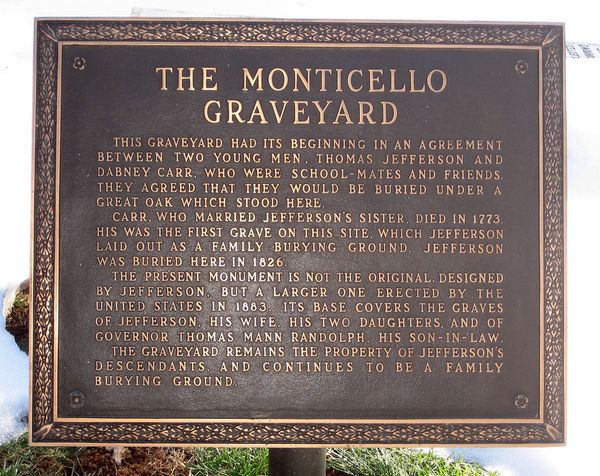 THE MONTICELLO
GRAVEYARD
THIS GRAVEYARD HAD ITS BEGINNING IN AN AGREEMENT
BETWEEN TWO YOUNG MEN, THOMAS JEFFERSON AND
DABNEY CARR, WHO WERE SCHOOL-MATES AND FRIENDS.
THEY AGREED THAT THEY WOULD BE BURIED UNDER A
GREAT OAK WHICH STOOD HERE.
CARR, WHO MARRIED JEFFERSON'S SISTER, DIED IN 1773.
HIS WAS THE FIRST GRAVE ON THIS SITE, WHICH JEFFERSON
LAID OUT AS A FAMILY BURYING GROUND. JEFFERSON
WAS BURIED HERE IN 1826.
THE PRESENT MONUMENT IS NOT THE ORIGINAL, DESIGNED
BY JEFFERSON, BUT A LARGER ONE ERECTED BY THE
UNITED STATES IN 1883. ITS BASE COVERS THE GRAVES
OF JEFFERSON, HIS WIFE, HIS TWO DAUGHTERS, AND OF
GOVERNOR THOMAS MANN RANDOLPH, HIS SON-IN-LAW.
THE GRAVEYARD REMAINS THE PROPERTY OF JEFFERSON'S
DESCENDANTS, AND CONTINUES TO BE A FAMILY
BURYING GROUND.